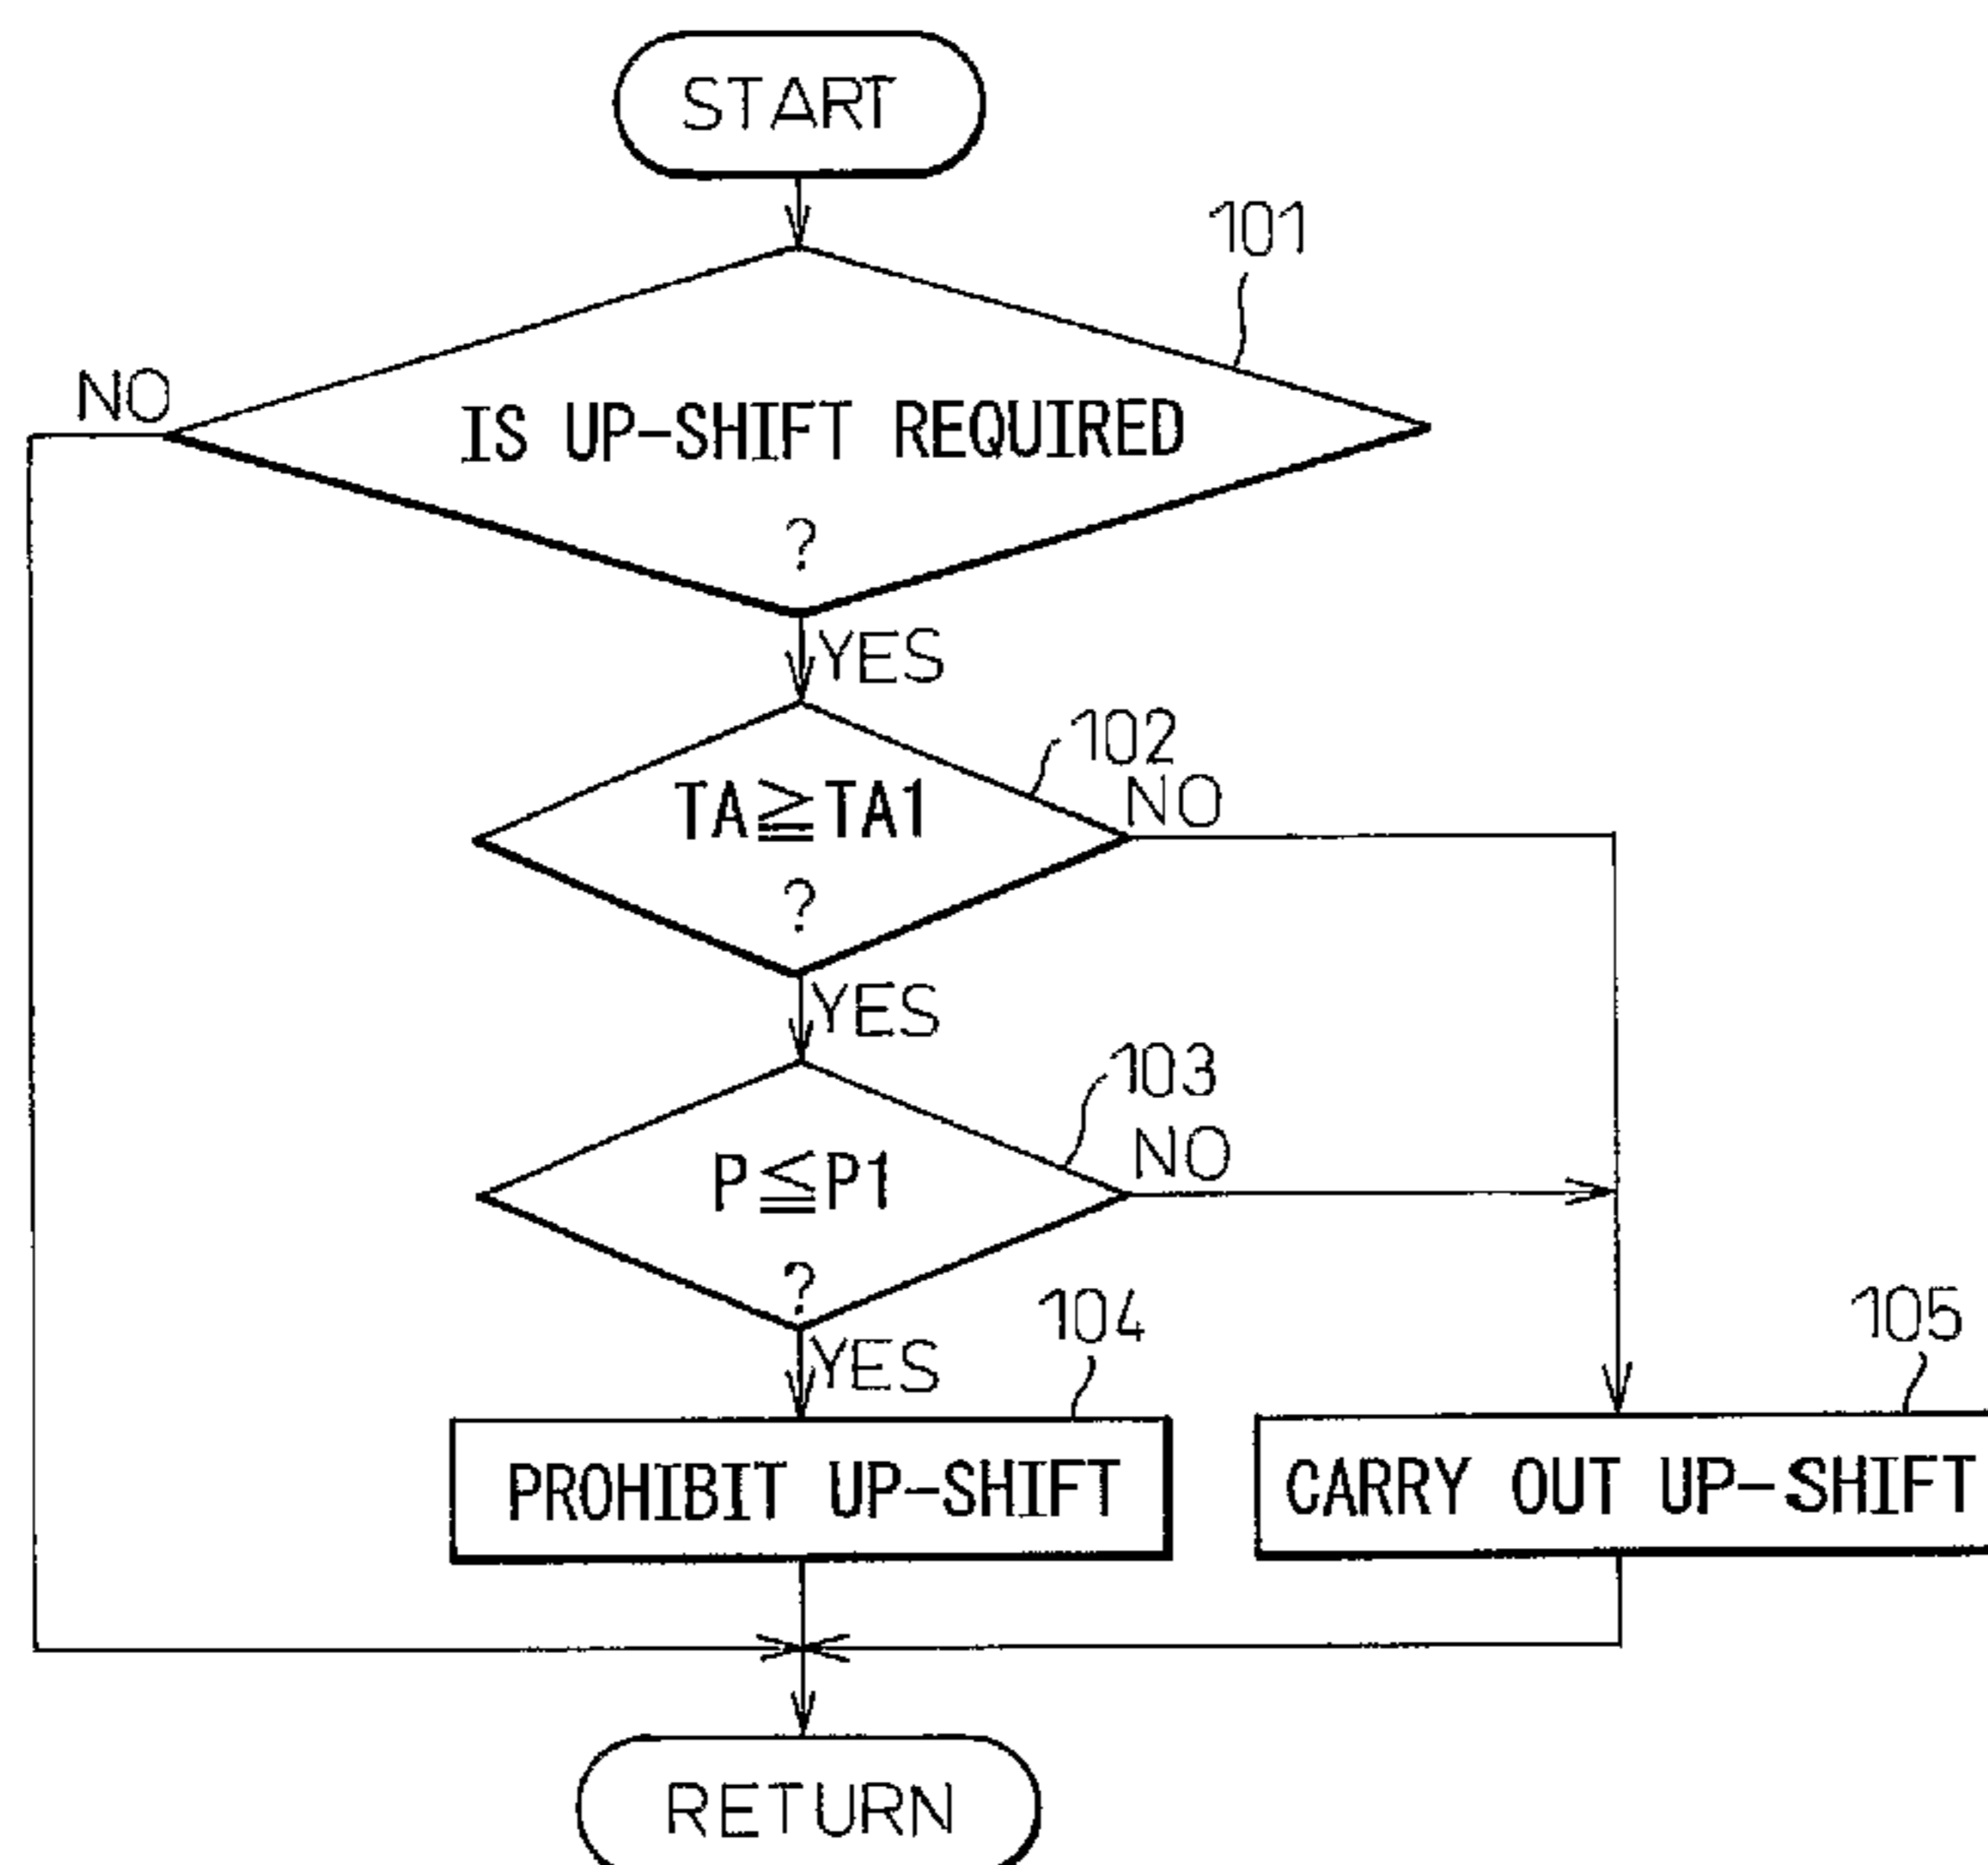 START
101
NO
IS UP-SHIFT REQUIRED
?
YES
102
TA≧TA1
NO
?
YES
103
P≦P1
NO
?
YES
104
105
PROHIBIT UP-SHIFT
CARRY OUT UP-SHIFT
RETURN